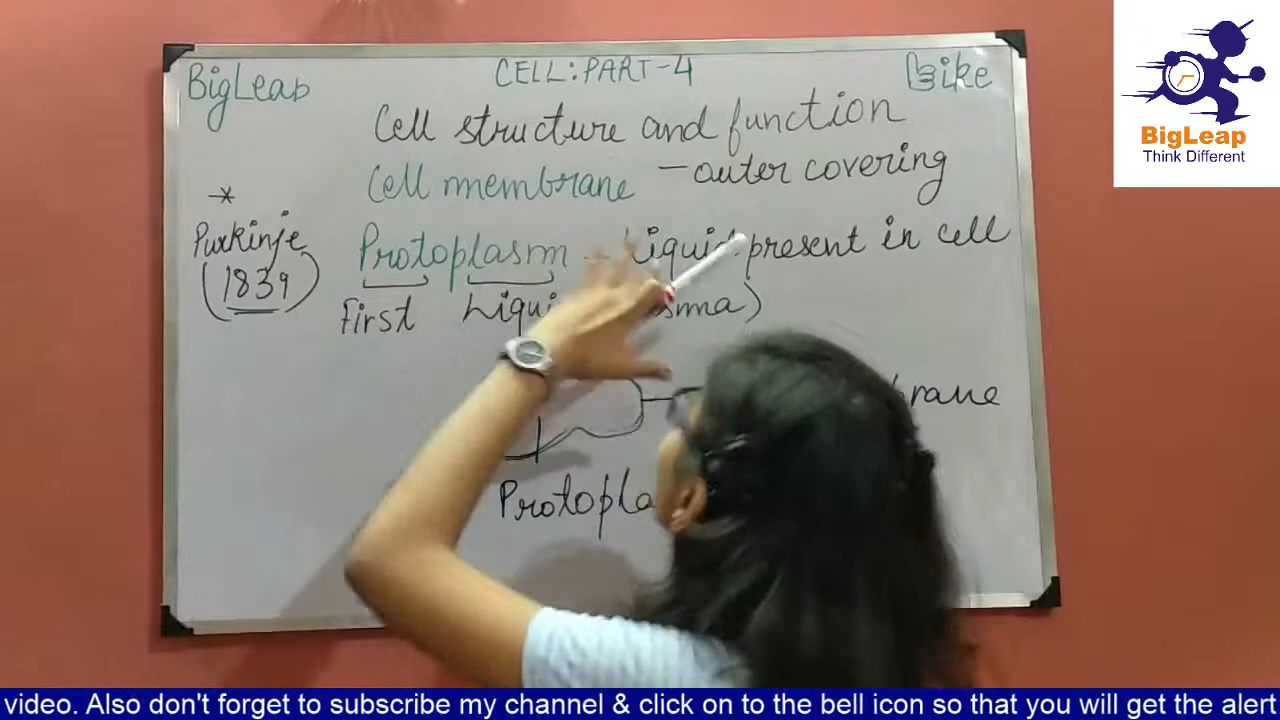 BigLeap
CELL: PART-4
Like
Cell structure and function
Cell membrane - outer covering
* Purkinje (1839)
Protoplasm - Liquid present in cell
first
BigLeap
Think Different
video. Also don't forget to subscribe my channel & click on to the bell icon so that you will get the alert